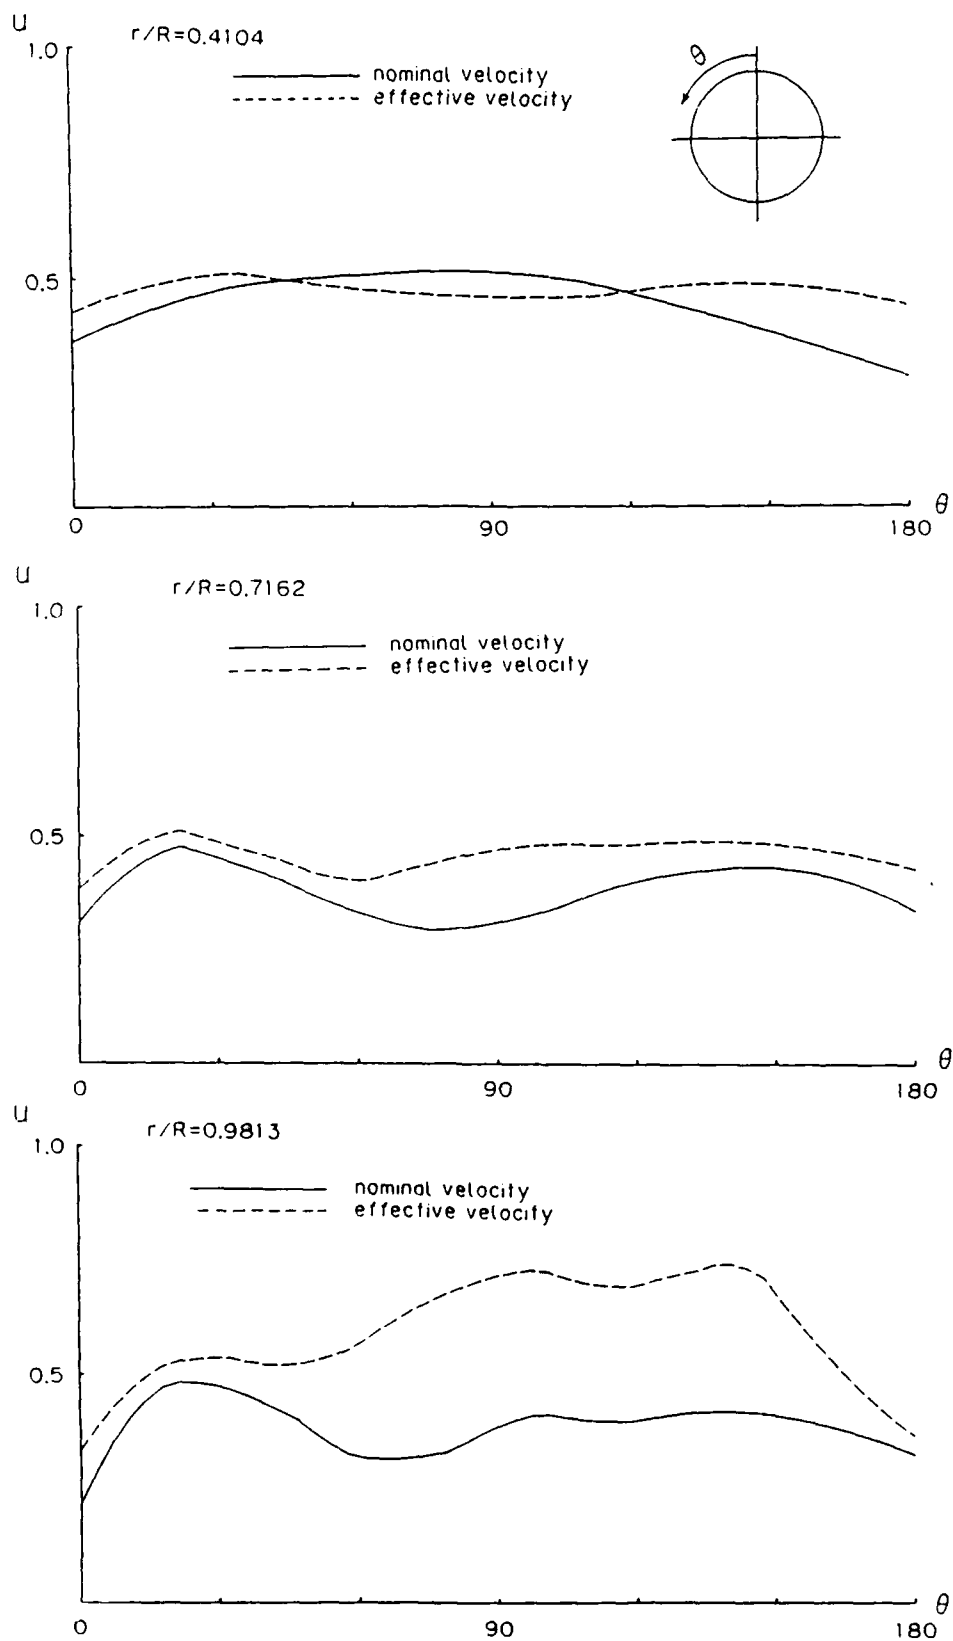 u
r/R=0.4104
1.0
nominal velocity
effective velocity
θ
0.5
0
90
180
θ
u
r/R=0.7162
1.0
nominal velocity
effective velocity
0.5
0
90
180
θ
u
r/R=0.9813
1.0
nominal velocity
effective velocity
0.5
0
90
180
θ